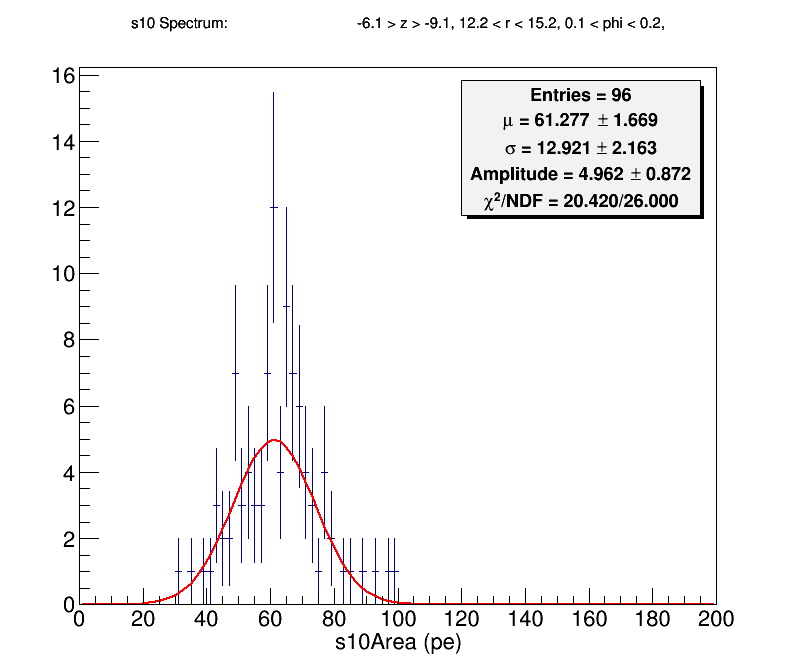 s10 Spectrum: -6.1 > z > -9.1, 12.2 < r < 15.2, 0.1 < phi < 0.2,
Entries = 96
μ = 61.277 ± 1.669
σ = 12.921 ± 2.163
Amplitude = 4.962 ± 0.872
χ²/NDF = 20.420/26.000
16
14
12
10
8
6
4
2
0
0 20 40 60 80 100 120 140 160 180 200
s10Area (pe)